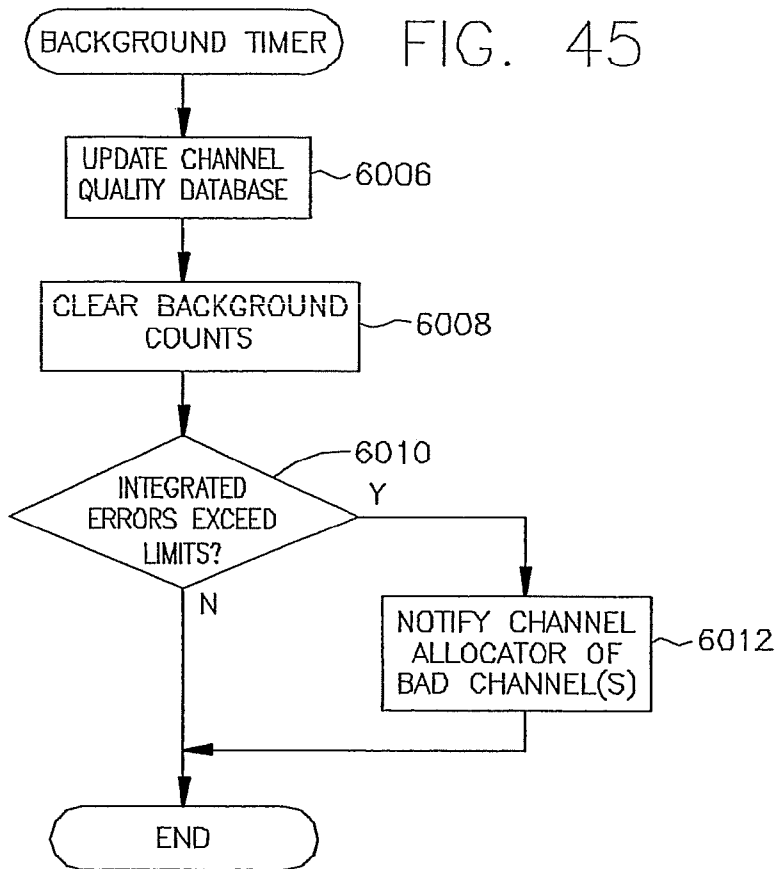 BACKGROUND TIMER
FIG. 45
UPDATE CHANNEL
QUALITY DATABASE
6006
CLEAR BACKGROUND
COUNTS
6008
6010
INTEGRATED
ERRORS EXCEED
LIMITS?
Y
N
NOTIFY CHANNEL
ALLOCATOR OF
BAD CHANNEL(S)
6012
END